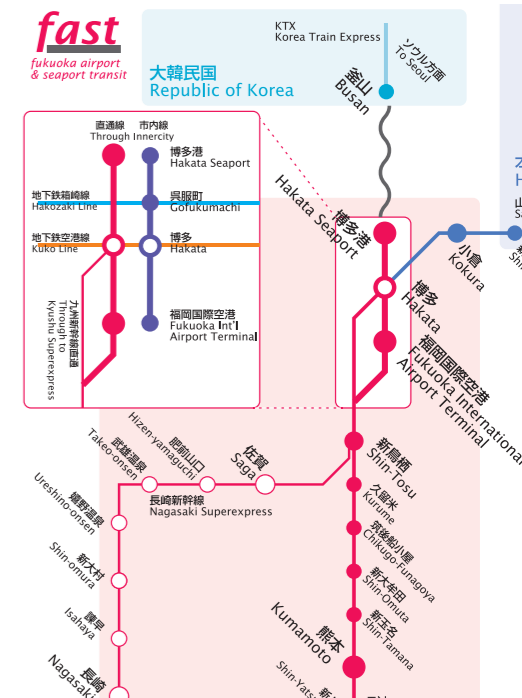 fast
fukuoka airport
& seaport transit
KTX
Korea Train Express
ソウル方面
To Seoul
大韓民国
Republic of Korea
釜山
Busan
直通線
Through
市内線
Innercity
博多港
Hakata Seaport
地下鉄箱崎線
Hakozaki Line
呉服町
Gofukumachi
地下鉄空港線
Kuko Line
博多
Hakata
九州新幹線直通
Through to
Kyushu Superexpress
福岡国際空港
Fukuoka Int'l
Airport Terminal
博多港
Hakata Seaport
小倉
Kokura
博多
Hakata
福岡国際空港
Fukuoka International
Airport Terminal
新鳥栖
Shin-Tosu
佐賀
Saga
肥前山口
Hizen-yamaguchi
武雄温泉
Takeo-onsen
長崎新幹線
Nagasaki Superexpress
嬉野温泉
Ureshino-onsen
新大村
Shin-omura
諫早
Isahaya
長崎
Nagasaki
久留米
Kurume
筑後船小屋
Chikugo-Funagoya
新大牟田
Shin-Omuta
新玉名
Shin-Tamana
熊本
Kumamoto